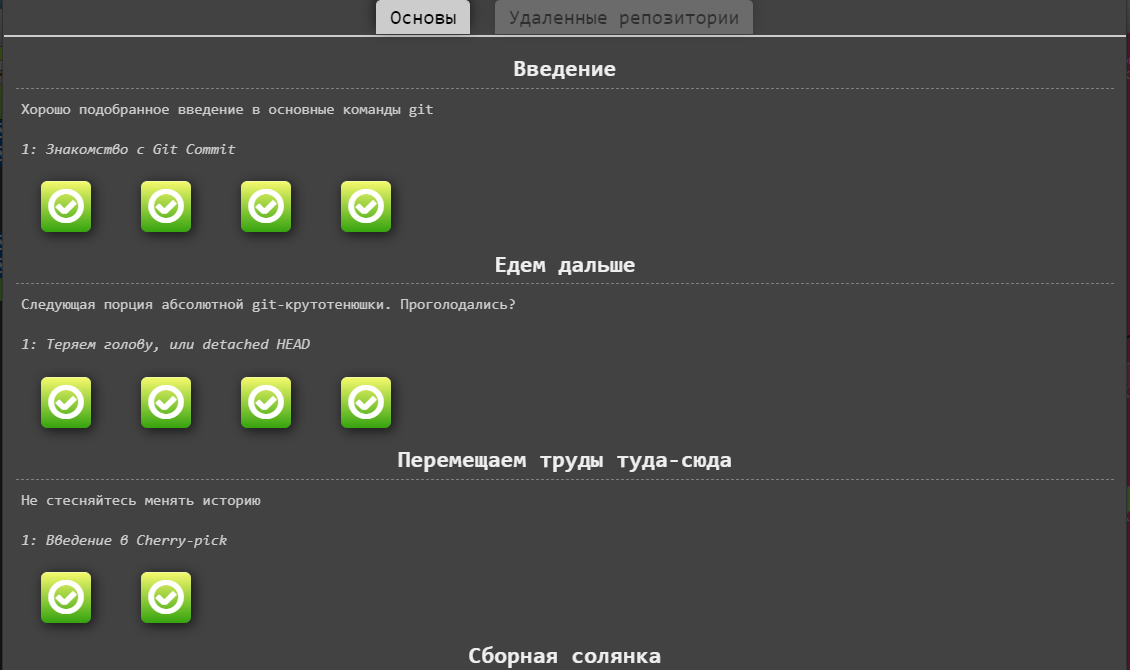 Основы Удаленные репозитории
Введение
Хорошо подобранное введение в основные команды git
1: Знакомство с Git Commit
Едем дальше
Следующая порция абсолютной git-крутотенюшки. Проголодались?
1: Теряем голову, или detached HEAD
Перемещаем труды туда-сюда
Не стесняйтесь менять историю
1: Введение в Cherry-pick
Сборная солянка